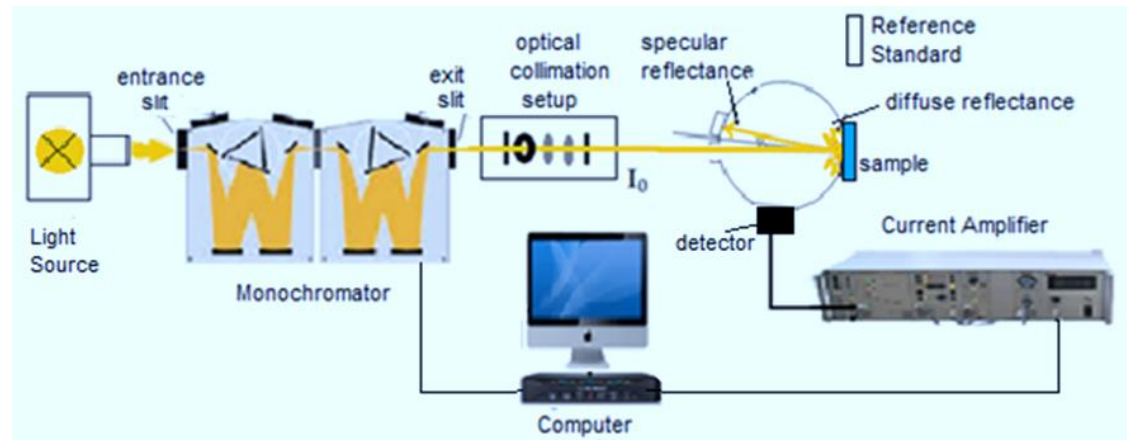 entrance
slit
exit
slit
optical
collimation
setup
specular
reflectance
Reference
Standard
diffuse reflectance
sample
I₀
Light
Source
Monochromator
detector
Current Amplifier
Computer